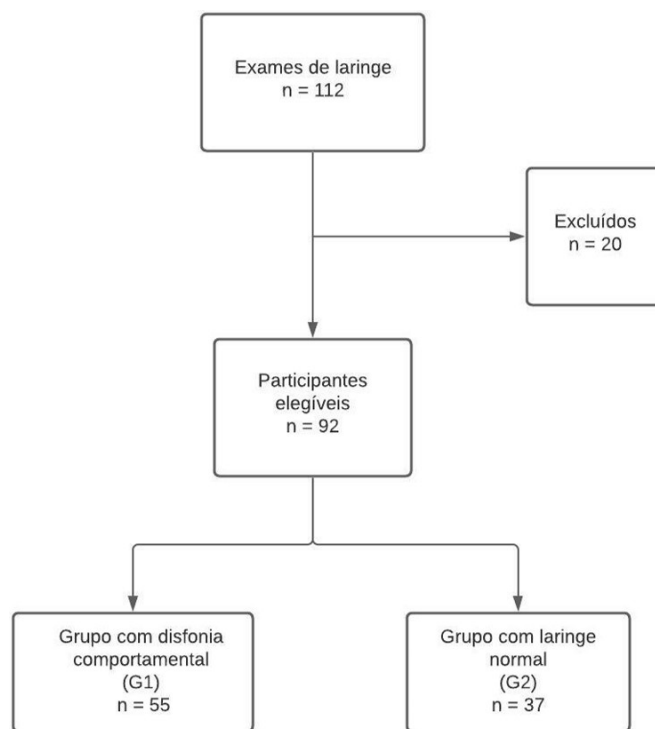 Exames de laringe
n = 112
Excluídos
n = 20
Participantes
elegíveis
n = 92
Grupo com disfonia
comportamental
(G1)
n = 55
Grupo com laringe
normal
(G2)
n = 37